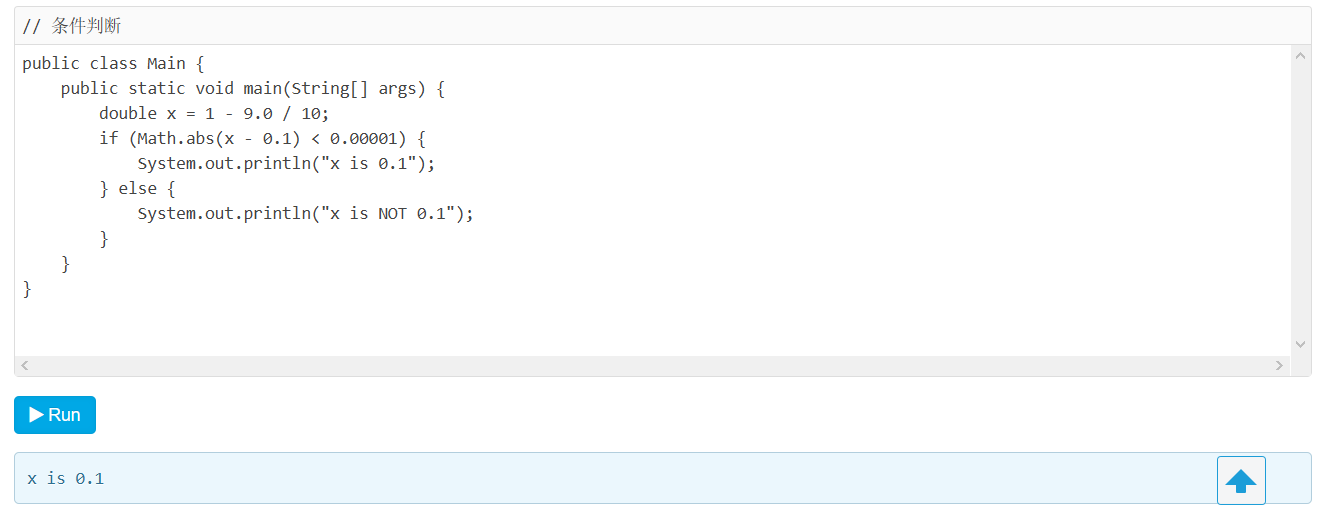 // 条件判断
public class Main {
    public static void main(String[] args) {
        double x = 1 - 9.0 / 10;
        if (Math.abs(x - 0.1) < 0.00001) {
            System.out.println("x is 0.1");
        } else {
            System.out.println("x is NOT 0.1");
        }
    }
}
Run
x is 0.1